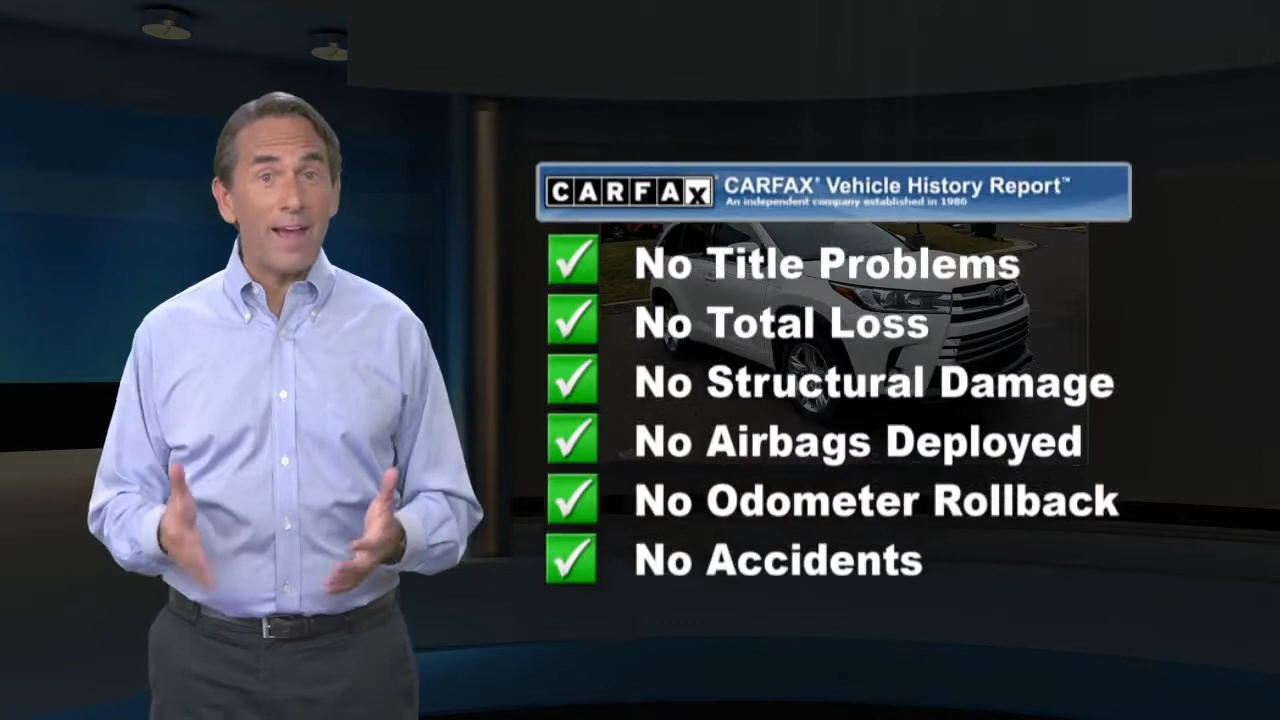 CARFAX® CARFAX® Vehicle History Report™
An independent company established in 1986
No Title Problems
No Total Loss
No Structural Damage
No Airbags Deployed
No Odometer Rollback
No Accidents